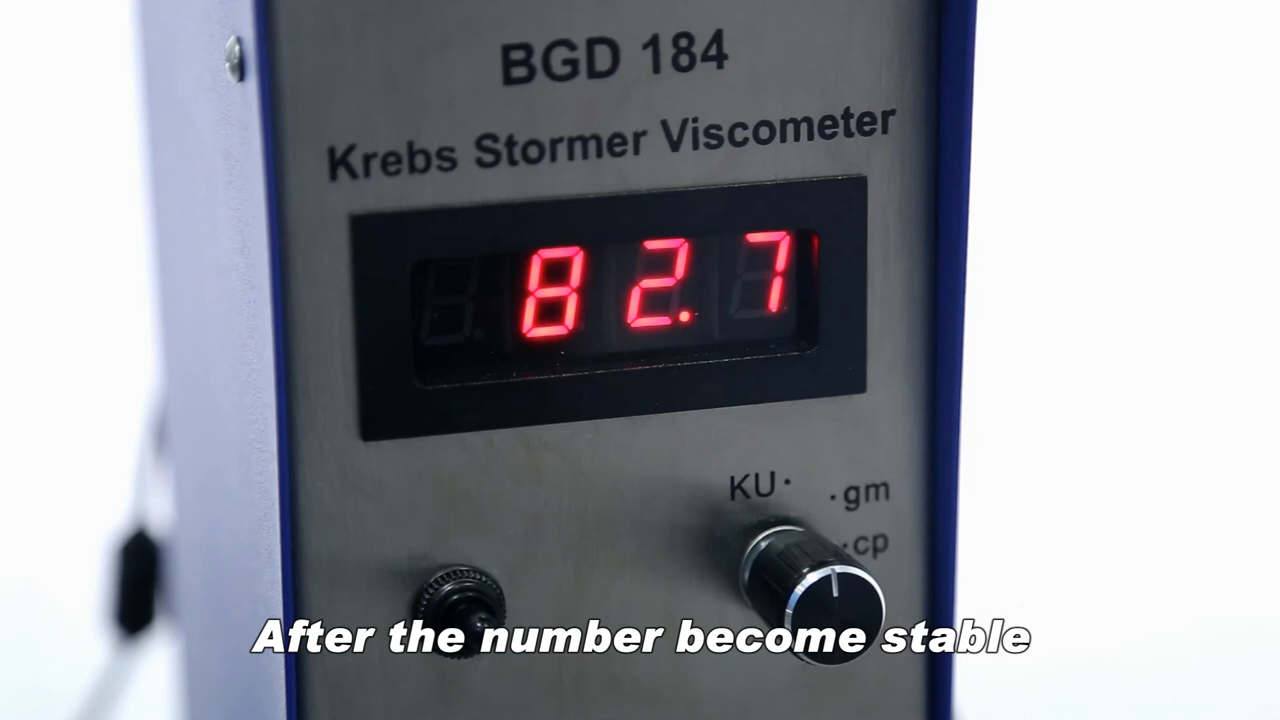 BGD 184
Krebs Stormer Viscometer
82.7
KU· ·gm
·cp
After the number become stable